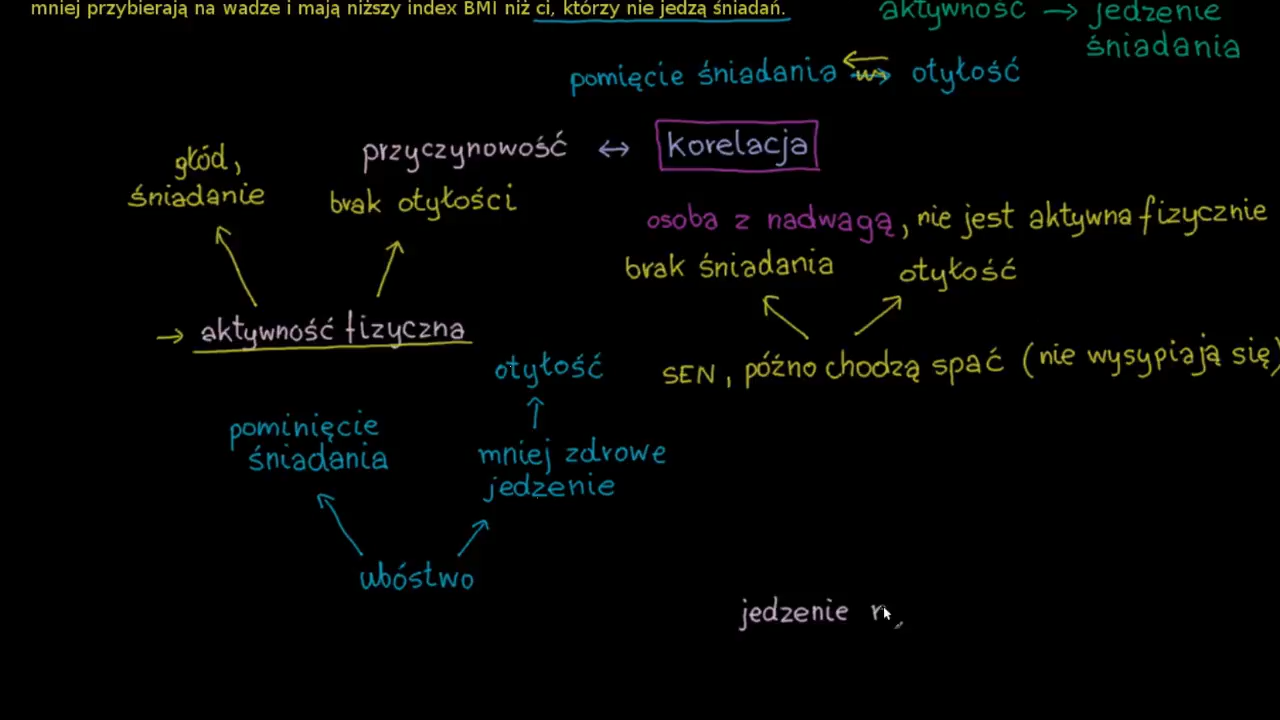 mniej przybierają na wadze i mają niższy index BMI niż ci, którzy nie jedzą śniadań.
aktywność → jedzenie
śniadania
pomięcie śniadania otyłość
głód,
śniadanie
przyczynowość ↔ korelacja
brak otyłości
osoba z nadwagą, nie jest aktywna fizycznie
brak śniadania otyłość
→ aktywność fizyczna
SEN, późno chodzą spać (nie wysypiają się)
otyłość
pominięcie
śniadania
mniej zdrowe
jedzenie
ubóstwo
jedzenie r